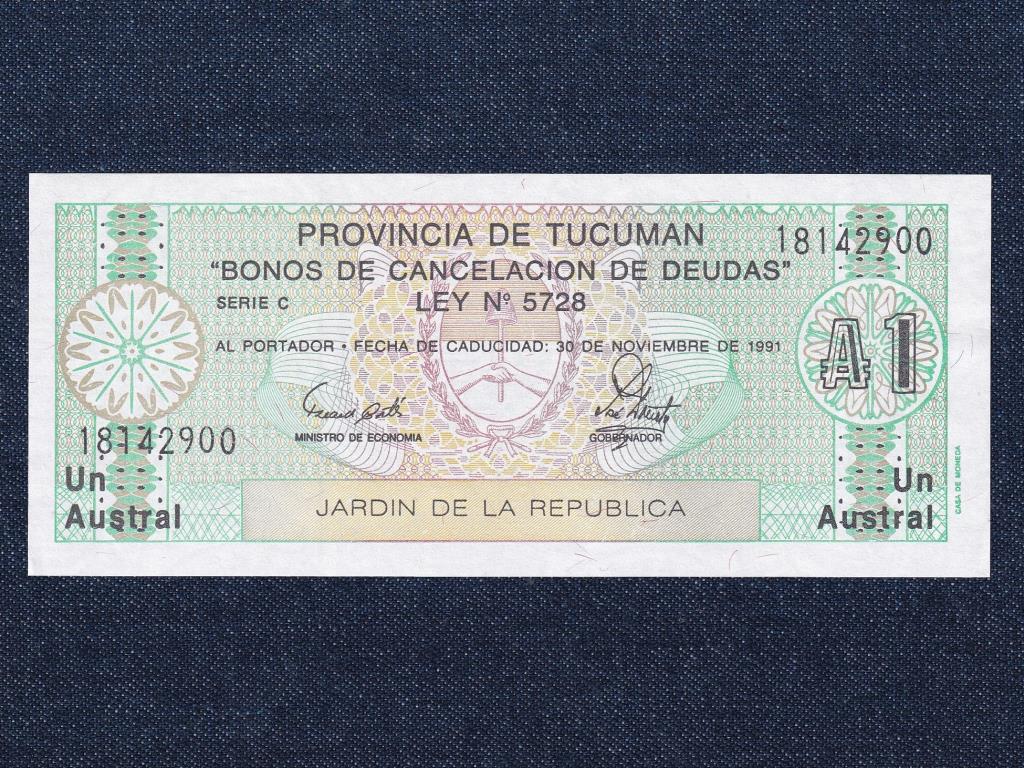 PROVINCIA DE TUCUMAN
18142900
"BONOS DE CANCELACION DE DEUDAS"
SERIE C
LEY Nº 5728
AL PORTADOR • FECHA DE CADUCIDAD: 30 DE NOVIEMBRE DE 1991
A 1
MINISTRO DE ECONOMIA
GOBERNADOR
18142900
Un
Austral
Un
Austral
JARDIN DE LA REPUBLICA
CASA DE MONEDA